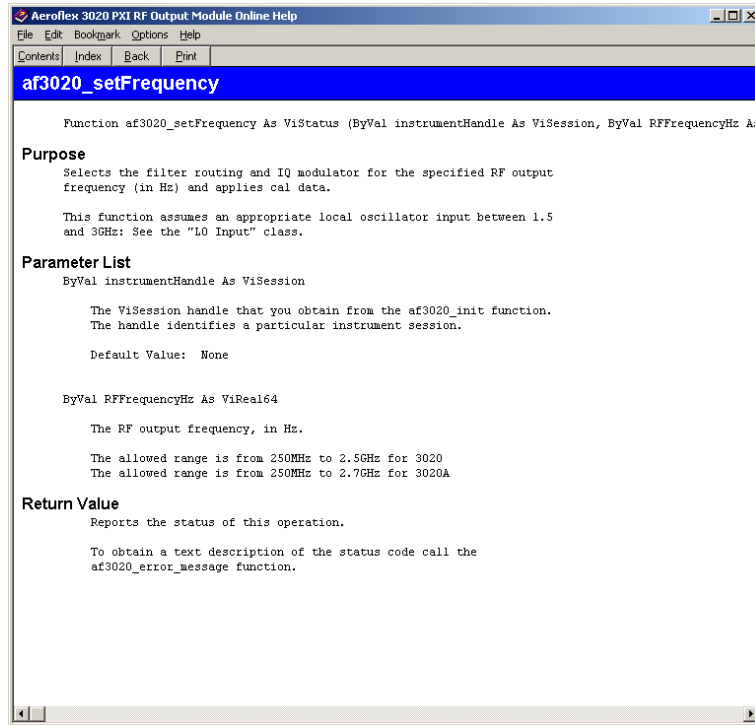 Aeroflex 3020 PXI RF Output Module Online Help
File Edit Bookmark Options Help
Contents Index Back Print
af3020_setFrequency
Function af3020_setFrequency As ViStatus (ByVal instrumentHandle As ViSession, ByVal RFFrequencyHz A
Purpose
Selects the filter routing and IQ modulator for the specified RF output
frequency (in Hz) and applies cal data.
This function assumes an appropriate local oscillator input between 1.5
and 3GHz: See the "LO Input" class.
Parameter List
ByVal instrumentHandle As ViSession
The ViSession handle that you obtain from the af3020_init function.
The handle identifies a particular instrument session.
Default Value: None
ByVal RFFrequencyHz As ViReal64
The RF output frequency, in Hz.
The allowed range is from 250MHz to 2.5GHz for 3020
The allowed range is from 250MHz to 2.7GHz for 3020A
Return Value
Reports the status of this operation.
To obtain a text description of the status code call the
af3020_error_message function.